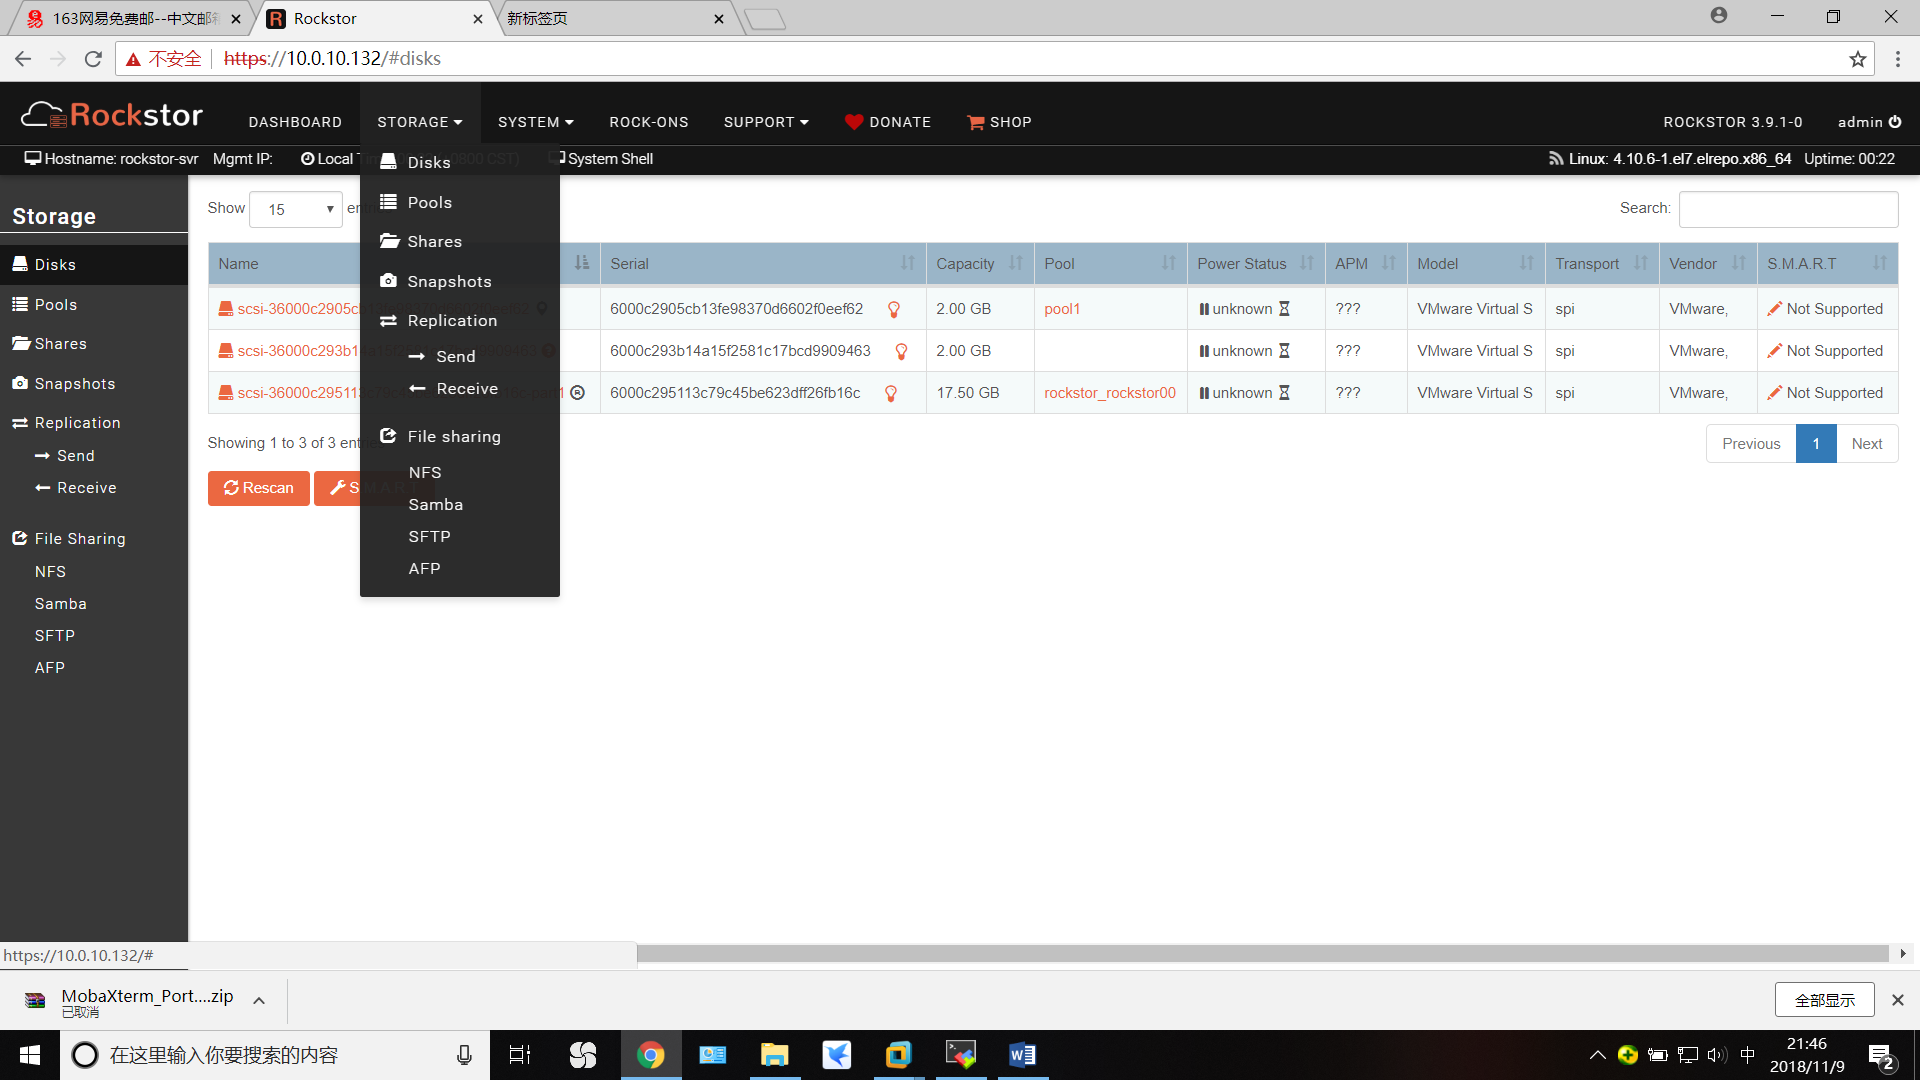 163网易免费邮--中文邮箱
Rockstor
新标签页
不安全 https://10.0.10.132/#disks
Rockstor
DASHBOARD STORAGE SYSTEM ROCK-ONS SUPPORT DONATE SHOP ROCKSTOR 3.9.1-0 admin
Hostname: rockstor-svr Mgmt IP: Local System Shell Linux: 4.10.6-1.el7.elrepo.x86_64 Uptime: 00:22
Storage
Disks
Pools
Shares
Snapshots
Replication
Send
Receive
File Sharing
NFS
Samba
SFTP
AFP
Disks
Pools
Shares
Snapshots
Replication
Send
Receive
File sharing
NFS
Samba
SFTP
AFP
Show 15 Search:
Name Serial Capacity Pool Power Status APM Model Transport Vendor S.M.A.R.T
scsi-36000c2905cb 6000c2905cb13fe98370d6602f0eef62 2.00 GB pool1 unknown ??? VMware Virtual S spi VMware, Not Supported
scsi-36000c293b1 6000c293b14a15f2581c17bcd9909463 2.00 GB unknown ??? VMware Virtual S spi VMware, Not Supported
scsi-36000c295113 6000c295113c79c45be623dff26fb16c 17.50 GB rockstor_rockstor00 unknown ??? VMware Virtual S spi VMware, Not Supported
Showing 1 to 3 of 3 Previous 1 Next
Rescan S.M.A.R.T
https://10.0.10.132/#
MobaXterm_Port....zip
已取消
全部显示
在这里输入你要搜索的内容
中
21:46
2018/11/9
2